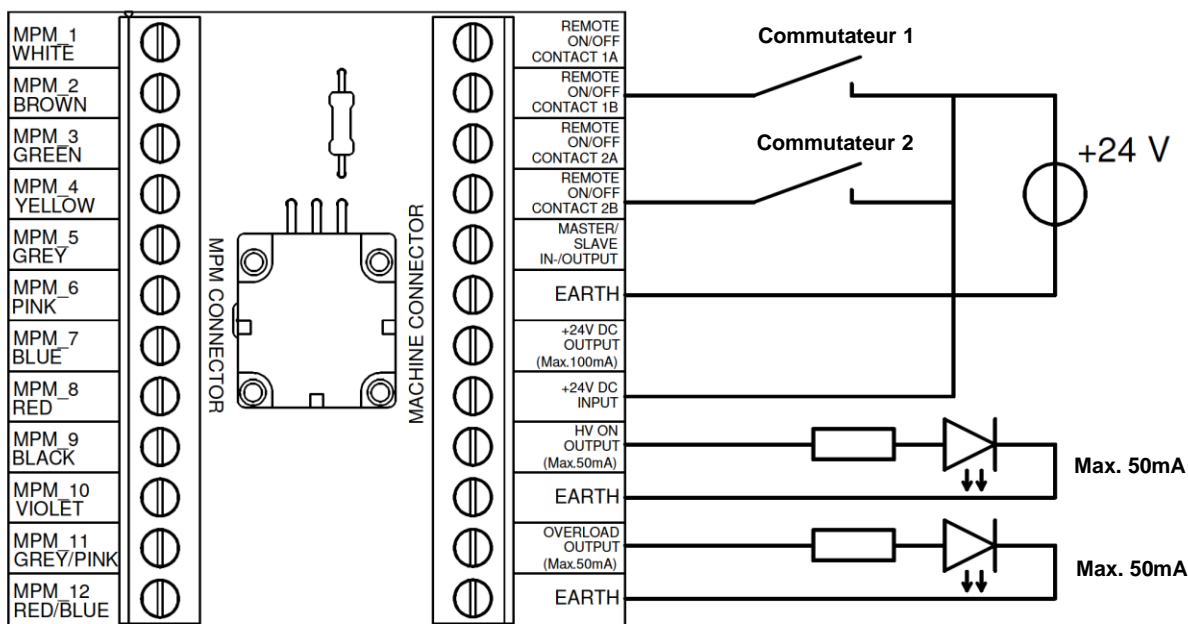 MPM_1
WHITE
MPM_2
BROWN
MPM_3
GREEN
MPM_4
YELLOW
MPM_5
GREY
MPM_6
PINK
MPM_7
BLUE
MPM_8
RED
MPM_9
BLACK
MPM_10
VIOLET
MPM_11
GREY/PINK
MPM_12
RED/BLUE
MPM CONNECTOR
MACHINE CONNECTOR
REMOTE
ON/OFF
CONTACT 1A
REMOTE
ON/OFF
CONTACT 1B
REMOTE
ON/OFF
CONTACT 2A
REMOTE
ON/OFF
CONTACT 2B
MASTER/
SLAVE
IN-/OUTPUT
EARTH
+24V DC
OUTPUT
(Max.100mA)
+24V DC
INPUT
HV ON
OUTPUT
(Max.50mA)
EARTH
OVERLOAD
OUTPUT
(Max.50mA)
EARTH
Commutateur 1
Commutateur 2
+24 V
Max. 50mA
Max. 50mA